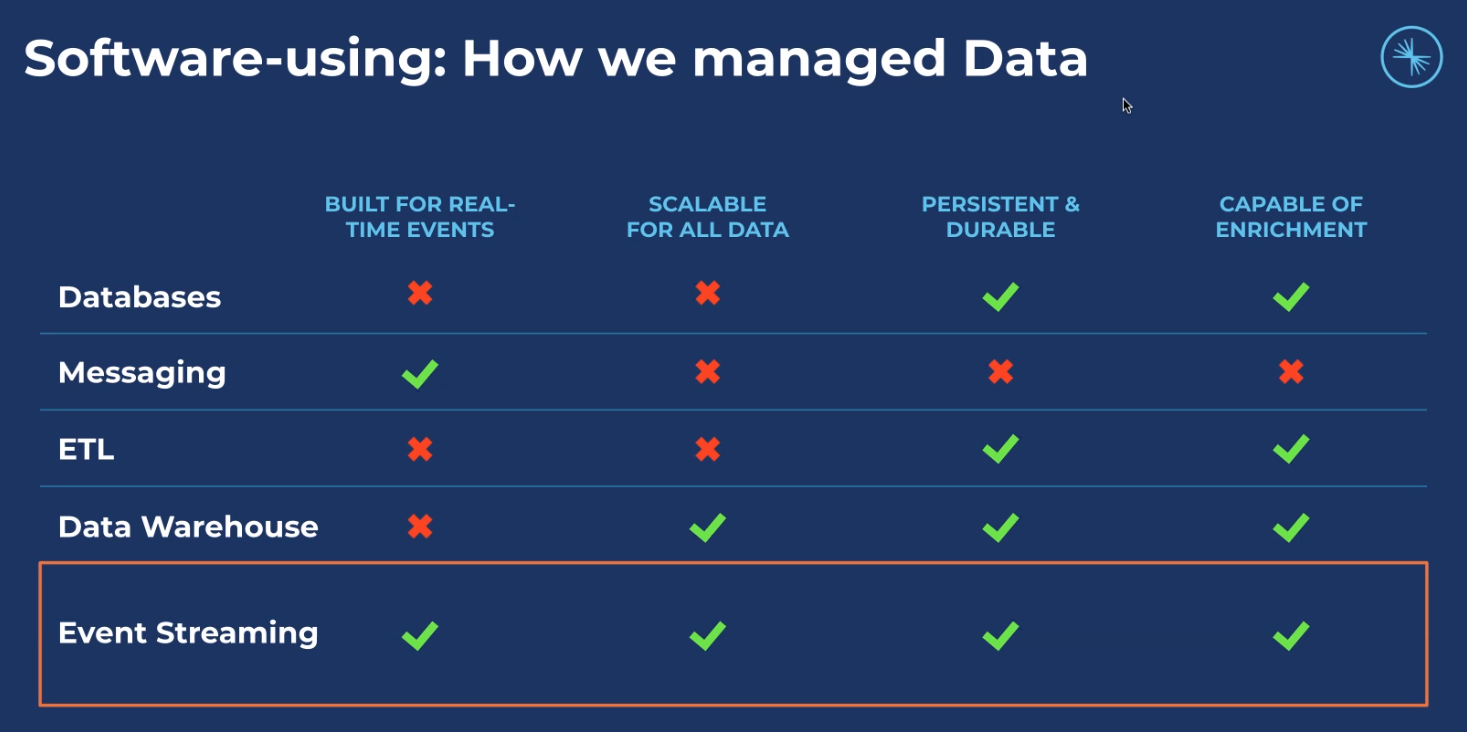 Software-using: How we managed Data
BUILT FOR REAL-
TIME EVENTS
SCALABLE
FOR ALL DATA
PERSISTENT &
DURABLE
CAPABLE OF
ENRICHMENT
Databases
Messaging
ETL
Data Warehouse
Event Streaming